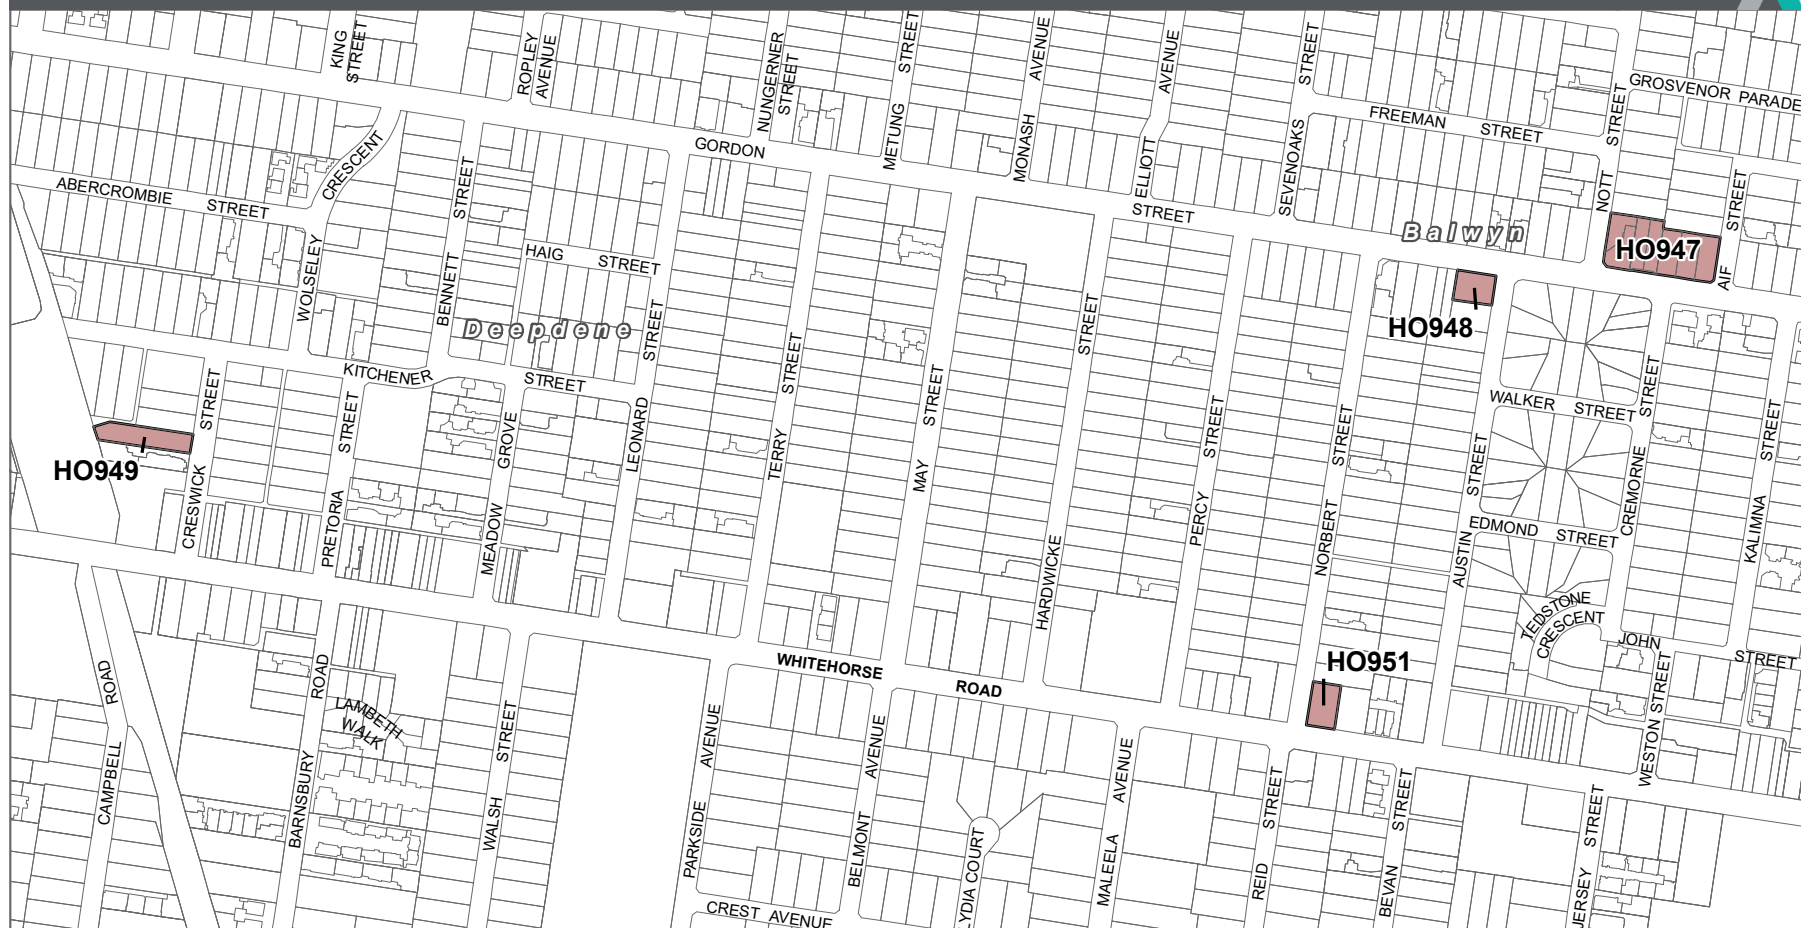 KING
STREET
ROPLEY
AVENUE
NUNGERNER
STREET
METUNG STREET
MONASH AVENUE
ELLIOTT AVENUE
SEVENOAKS STREET
NOTT STREET
GROSVENOR PARADE
FREEMAN STREET
GORDON STREET
ABERCROMBIE STREET
WOLSELEY CRESCENT
BENNETT STREET
HAIG STREET
Balwyn
HO947
AIF STREET
HO948
Deepdene
KITCHENER STREET
LEONARD STREET
TERRY STREET
MAY STREET
HARDWICKE STREET
PERCY STREET
NORBERT STREET
AUSTIN STREET
WALKER STREET
CREMORNE STREET
KALIMNA STREET
EDMOND STREET
TEDSTONE
CRESCENT
JOHN STREET
HO949
CRESWICK STREET
PRETORIA STREET
MEADOW GROVE
WHITEHORSE ROAD
HO951
WESTON STREET
CAMPBELL ROAD
BARNSBURY ROAD
LAMBETH
WALK
WALSH STREET
PARKSIDE AVENUE
BELMONT AVENUE
LYDIA COURT
MALEELA AVENUE
REID STREET
BEVAN STREET
JERSEY STREET
CREST AVENUE